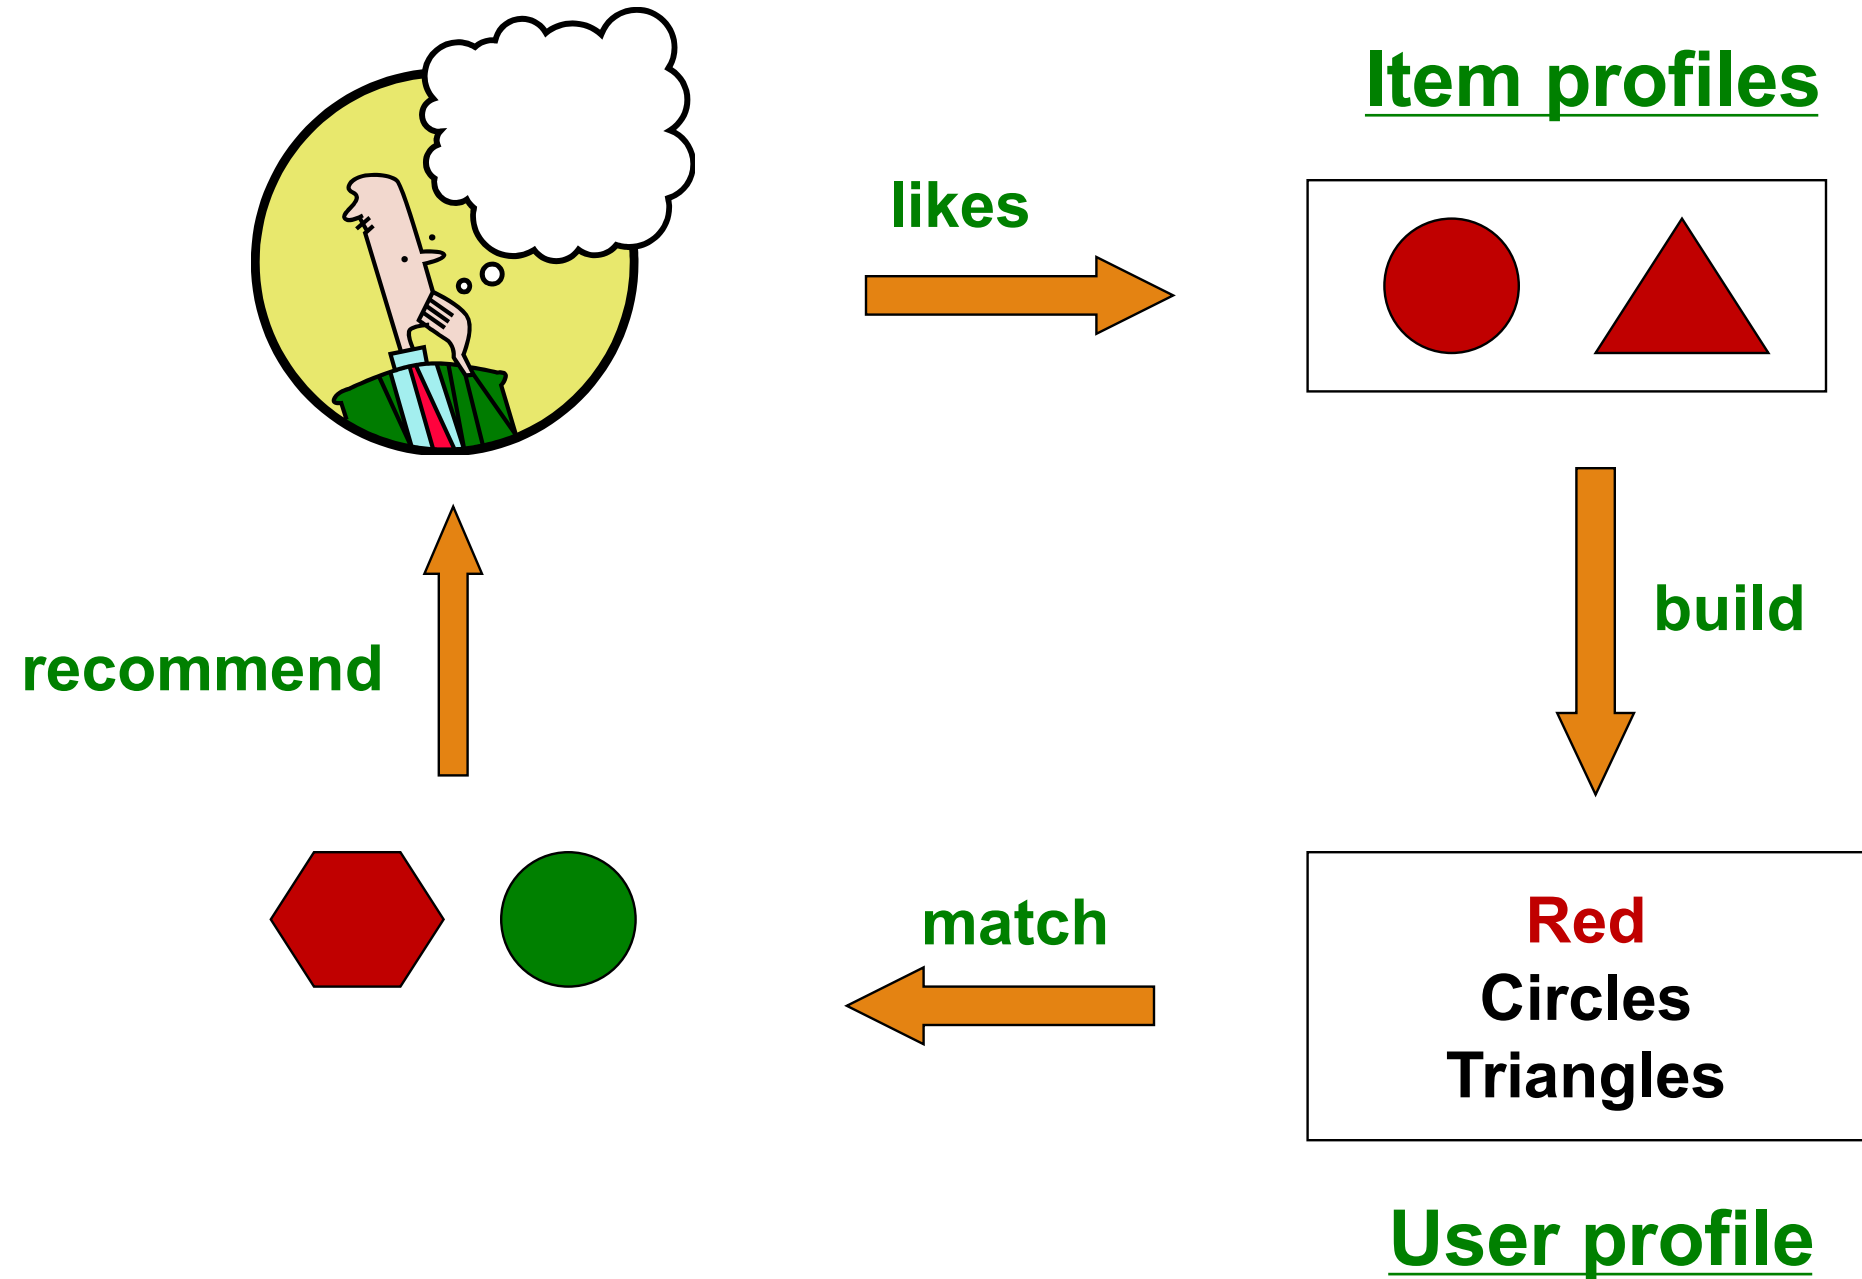 Item profiles
likes
build
recommend
match
Red
Circles
Triangles
User profile